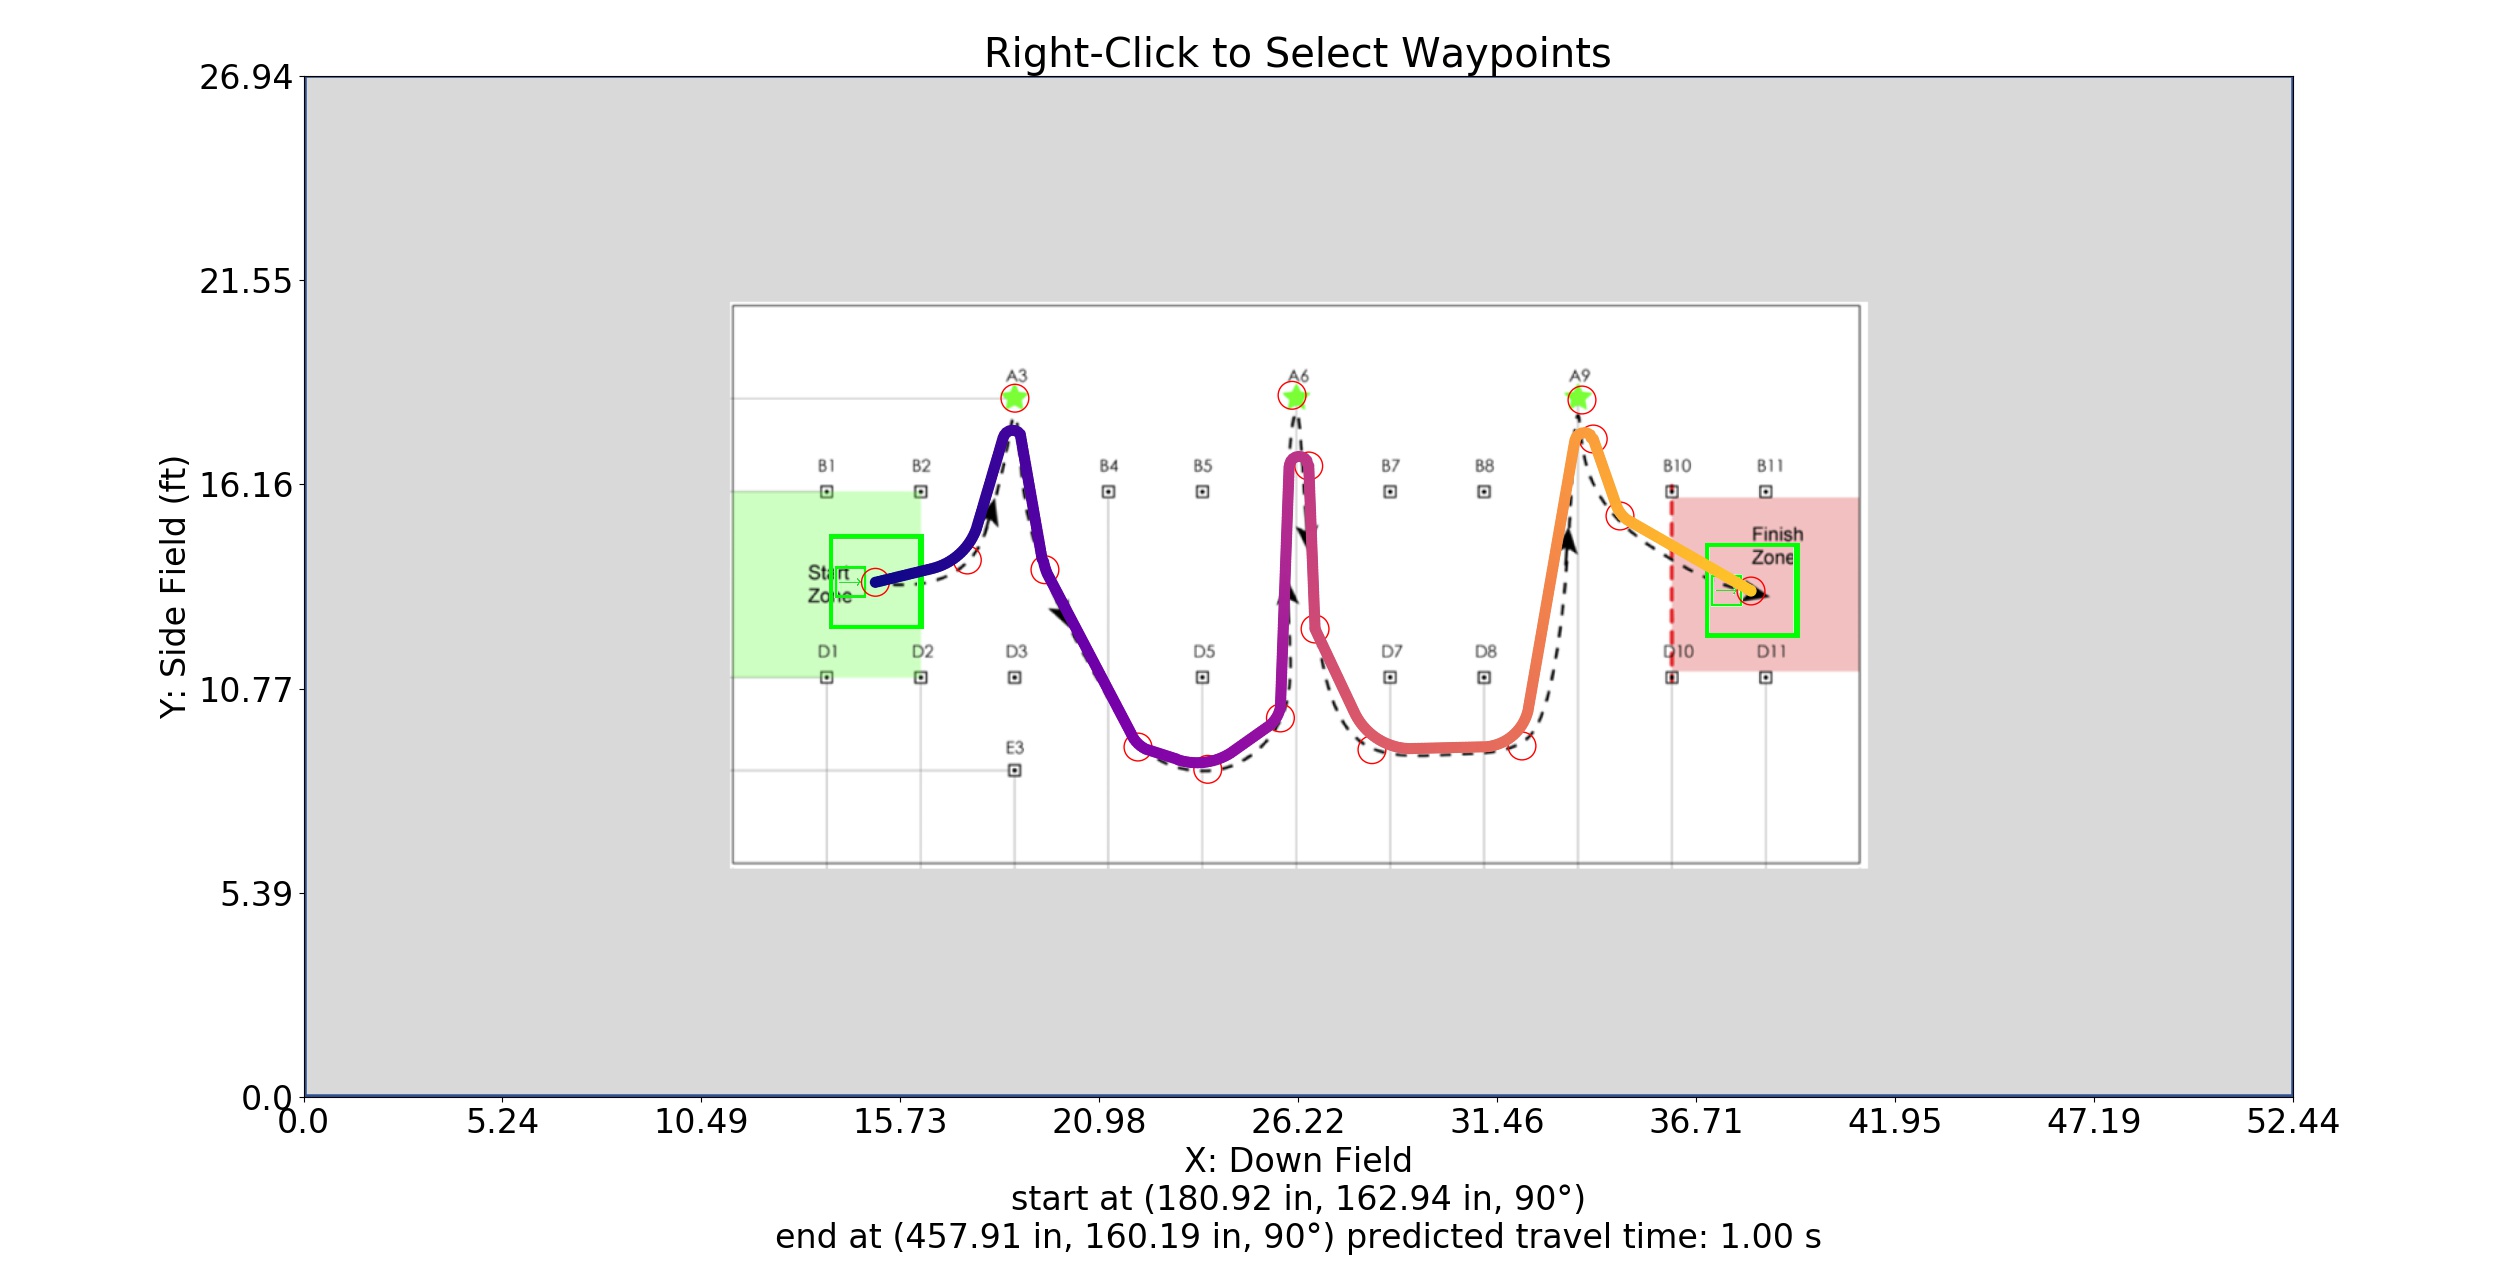 Right-Click to Select Waypoints
26.94
21.55
16.16
10.77
5.39
0.0
Y: Side Field (ft)
A3 A6 A9
B1 B2 B4 B5 B7 B8 B10 B11
Start
Zone
Finish
Zone
D1 D2 D3 D5 D7 D8 D10 D11
E3
0.0 5.24 10.49 15.73 20.98 26.22 31.46 36.71 41.95 47.19 52.44
X: Down Field
start at (180.92 in, 162.94 in, 90°)
end at (457.91 in, 160.19 in, 90°) predicted travel time: 1.00 s